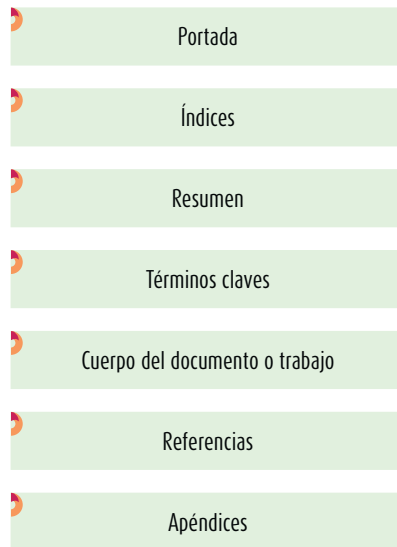 Portada
Índices
Resumen
Términos claves
Cuerpo del documento o trabajo
Referencias
Apéndices